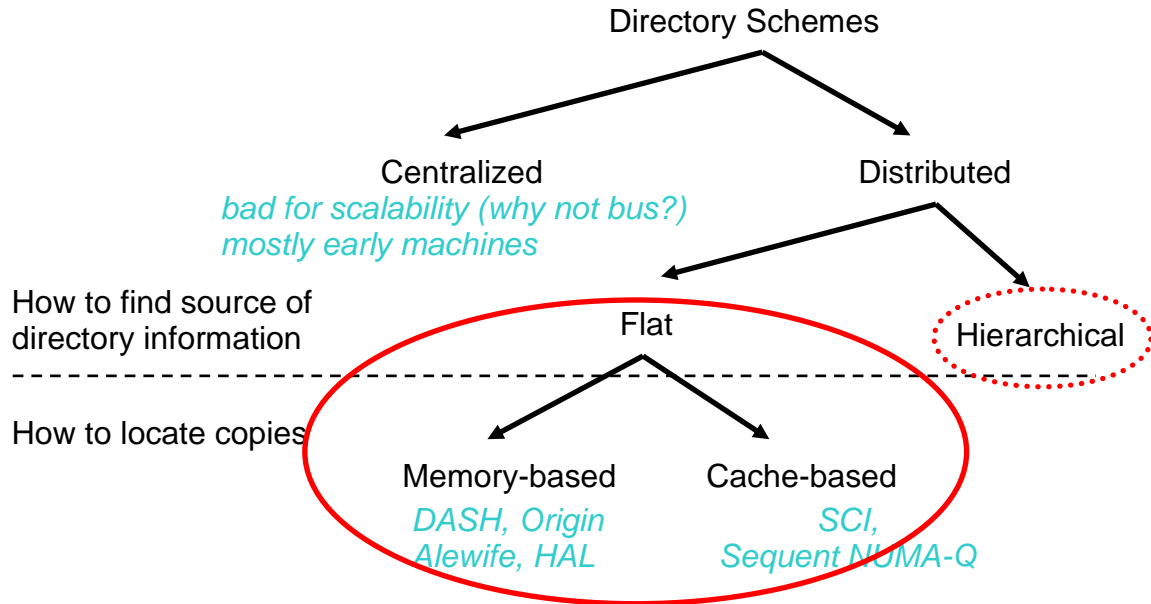 Directory Schemes
Centralized
Distributed
bad for scalability (why not bus?)
mostly early machines
How to find source of
directory information
Flat
Hierarchical
How to locate copies
Memory-based
Cache-based
DASH, Origin
Alewife, HAL
SCI,
Sequent NUMA-Q